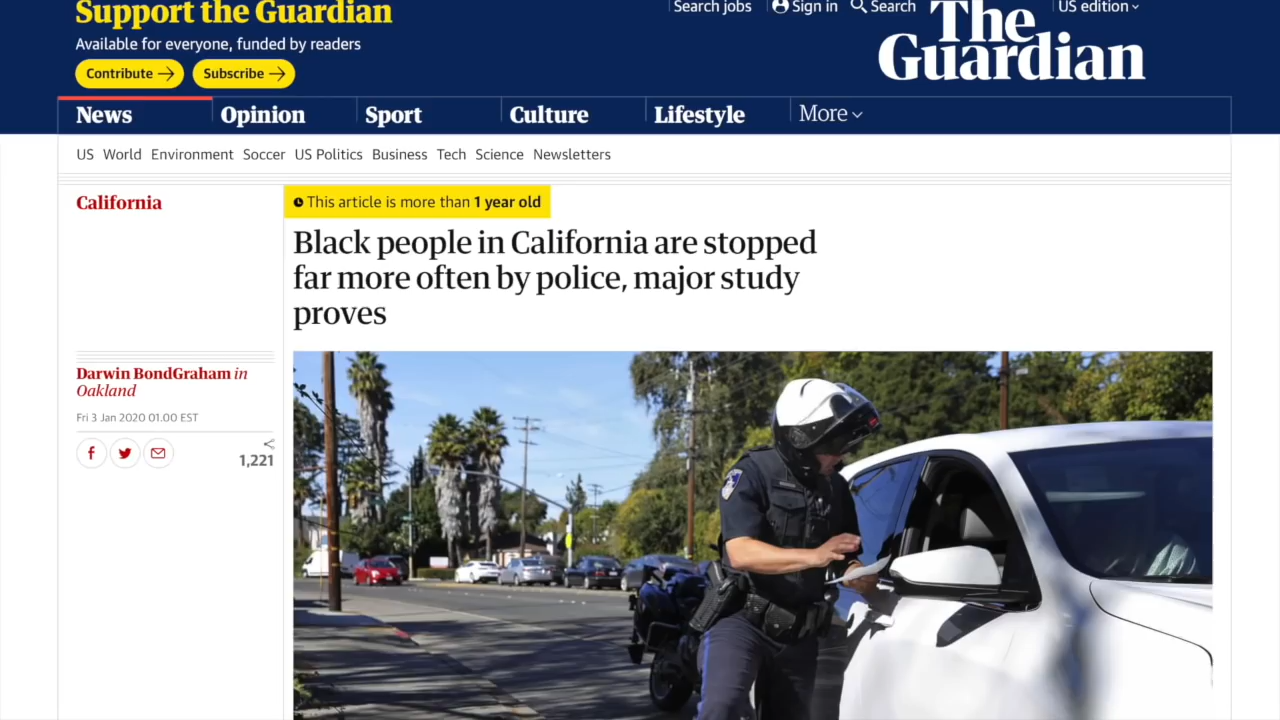 Support the Guardian
Available for everyone, funded by readers
Contribute
Subscribe
Search jobs
Sign in
Search
US edition
The
Guardian
News
Opinion
Sport
Culture
Lifestyle
More
US World Environment Soccer US Politics Business Tech Science Newsletters
California
This article is more than 1 year old
Black people in California are stopped
far more often by police, major study
proves
Darwin BondGraham in
Oakland
Fri 3 Jan 2020 01.00 EST
1,221